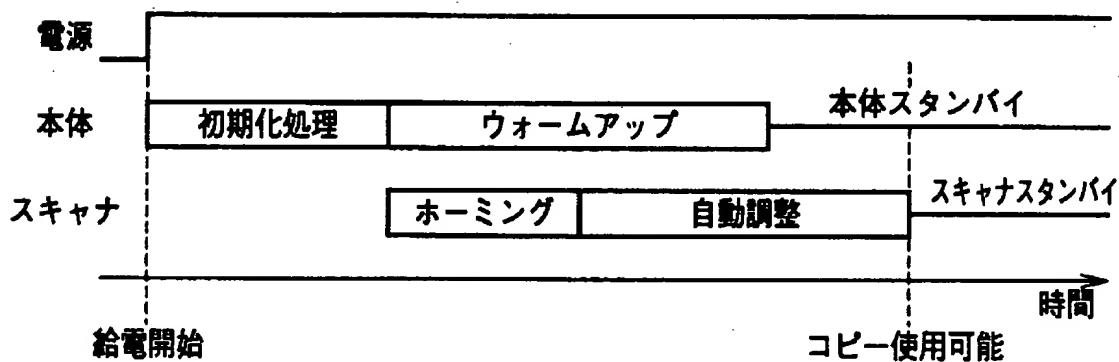 電源
本体
初期化処理
ウォームアップ
本体スタンバイ
スキャナ
ホーミング
自動調整
スキャナスタンバイ
時間
給電開始
コピー使用可能